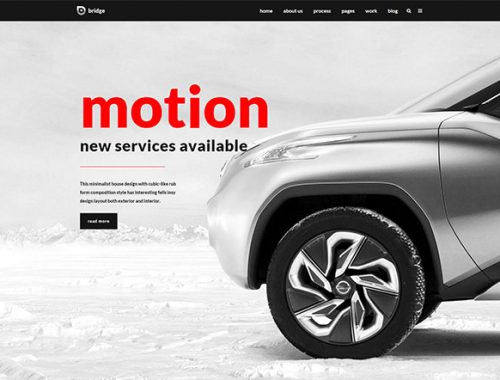 bridge
home about us process pages work blog
motion
new services available
This minimalist house design with cubic-like rub
form composition style has interesting fells insy
design layout both exterior and interior.
read more